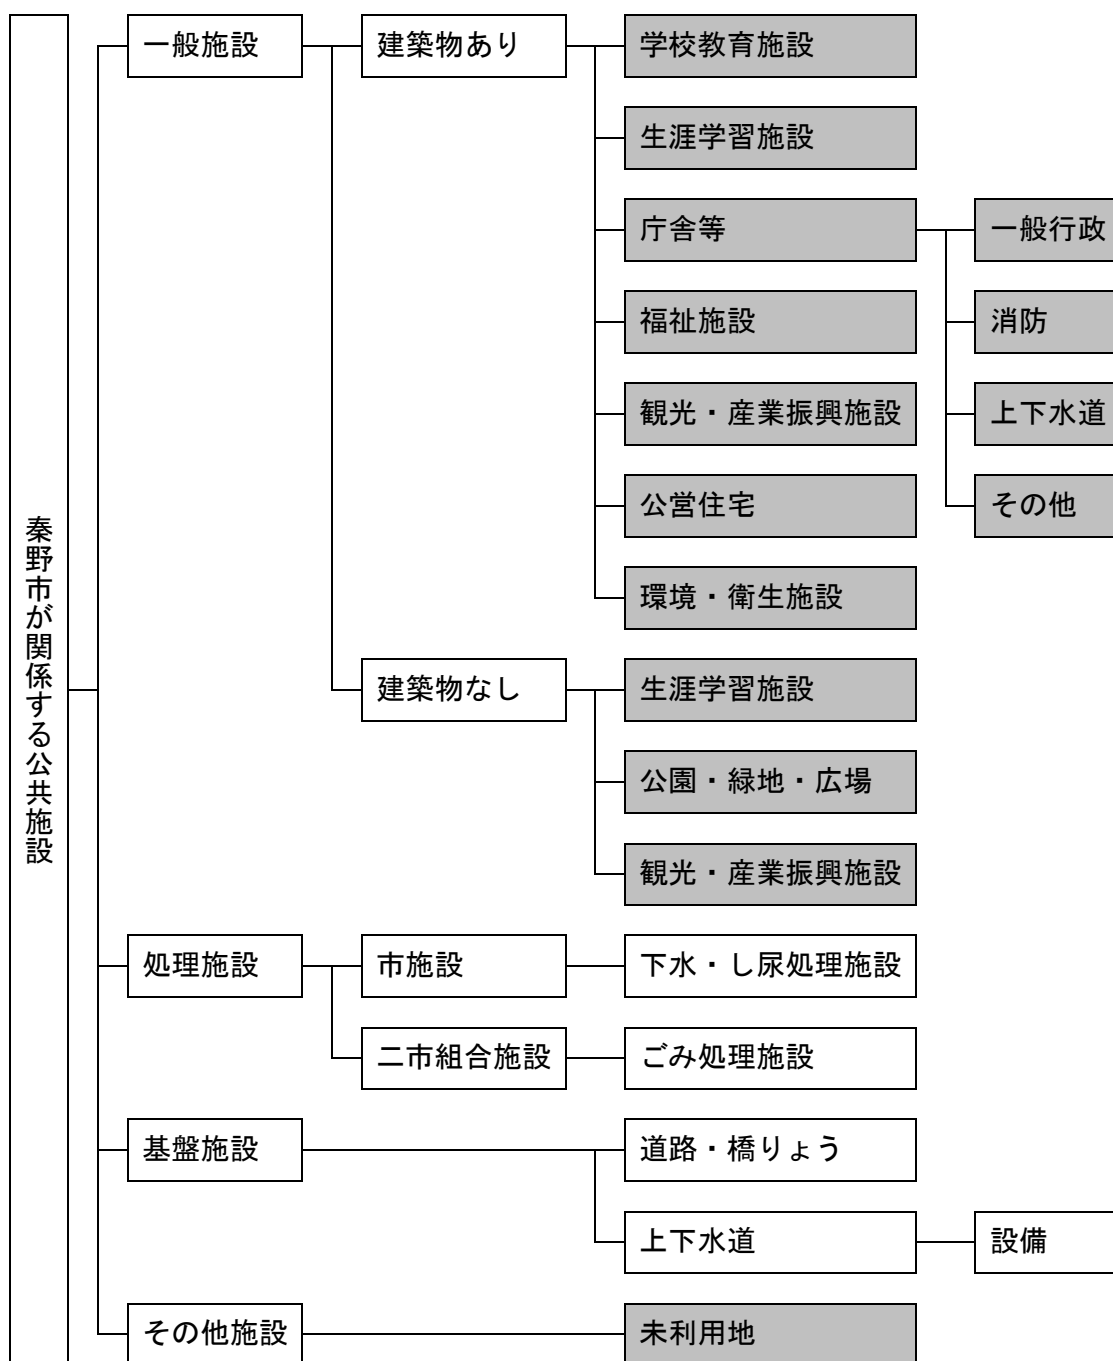 秦野市が関係する公共施設
一般施設
建築物あり
学校教育施設
生涯学習施設
庁舎等
一般行政
消防
上下水道
その他
福祉施設
観光・産業振興施設
公営住宅
環境・衛生施設
建築物なし
生涯学習施設
公園・緑地・広場
観光・産業振興施設
処理施設
市施設
下水・し尿処理施設
二市組合施設
ごみ処理施設
基盤施設
道路・橋りょう
上下水道
設備
その他施設
未利用地